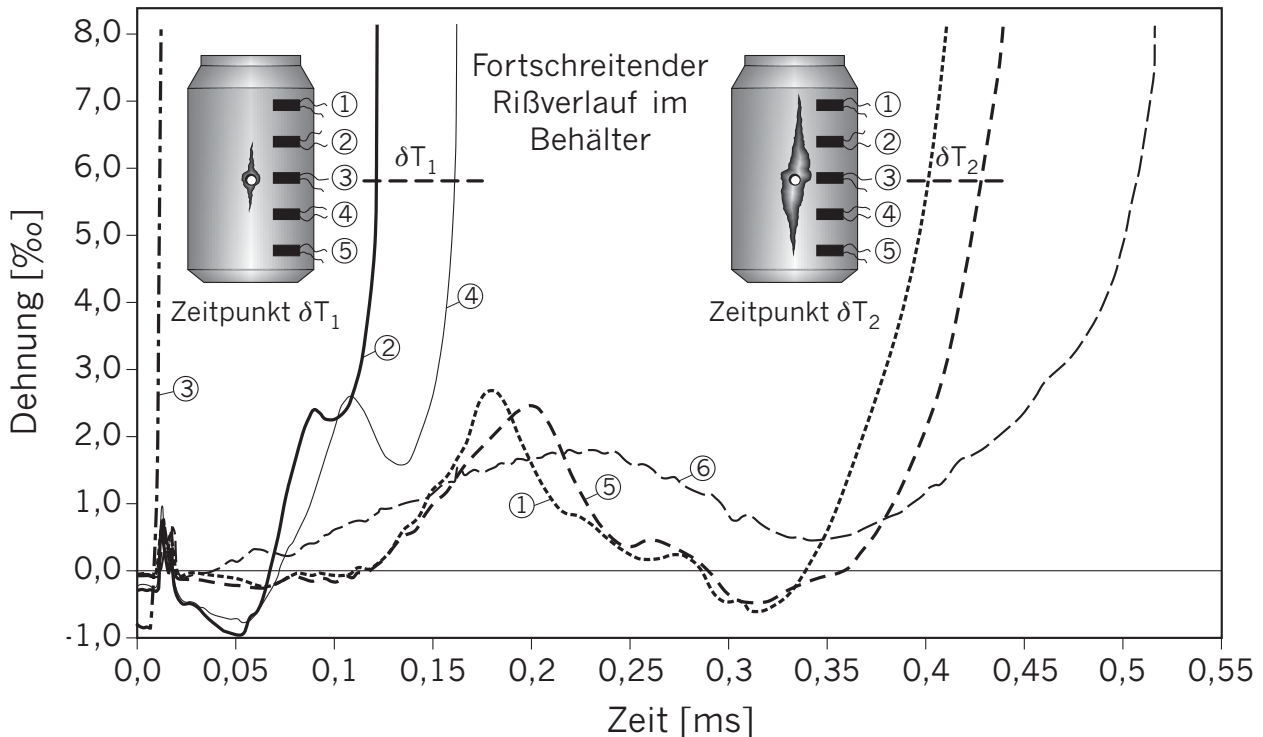 Dehnung [‰]
8,0
7,0
6,0
5,0
4,0
3,0
2,0
1,0
0,0
-1,0
Fortschreitender
Rißverlauf im
Behälter
①
②
③
④
⑤
Zeitpunkt δT₁
δT₁
①
②
③
④
⑤
Zeitpunkt δT₂
δT₂
③
②
④
①
⑤
⑥
0,0 0,05 0,1 0,15 0,2 0,25 0,3 0,35 0,4 0,45 0,5 0,55
Zeit [ms]